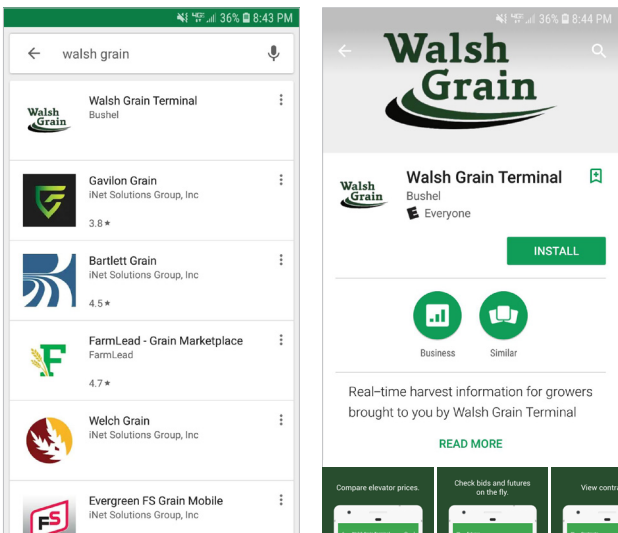 36% 8:43 PM
walsh grain
Walsh
Grain
Walsh Grain Terminal
Bushel
Gavilon Grain
iNet Solutions Group, Inc
3.8 ★
Bartlett Grain
iNet Solutions Group, Inc
4.5 ★
FarmLead - Grain Marketplace
FarmLead
4.7 ★
F
Welch Grain
iNet Solutions Group, Inc
Evergreen FS Grain Mobile
iNet Solutions Group, Inc
FS
36% 8:44 PM
Walsh
Grain
Walsh
Grain
Walsh Grain Terminal
Bushel
E Everyone
INSTALL
Business
Similar
Real-time harvest information for growers
brought to you by Walsh Grain Terminal
READ MORE
Compare elevator prices.
Check bids and futures
on the fly.
View